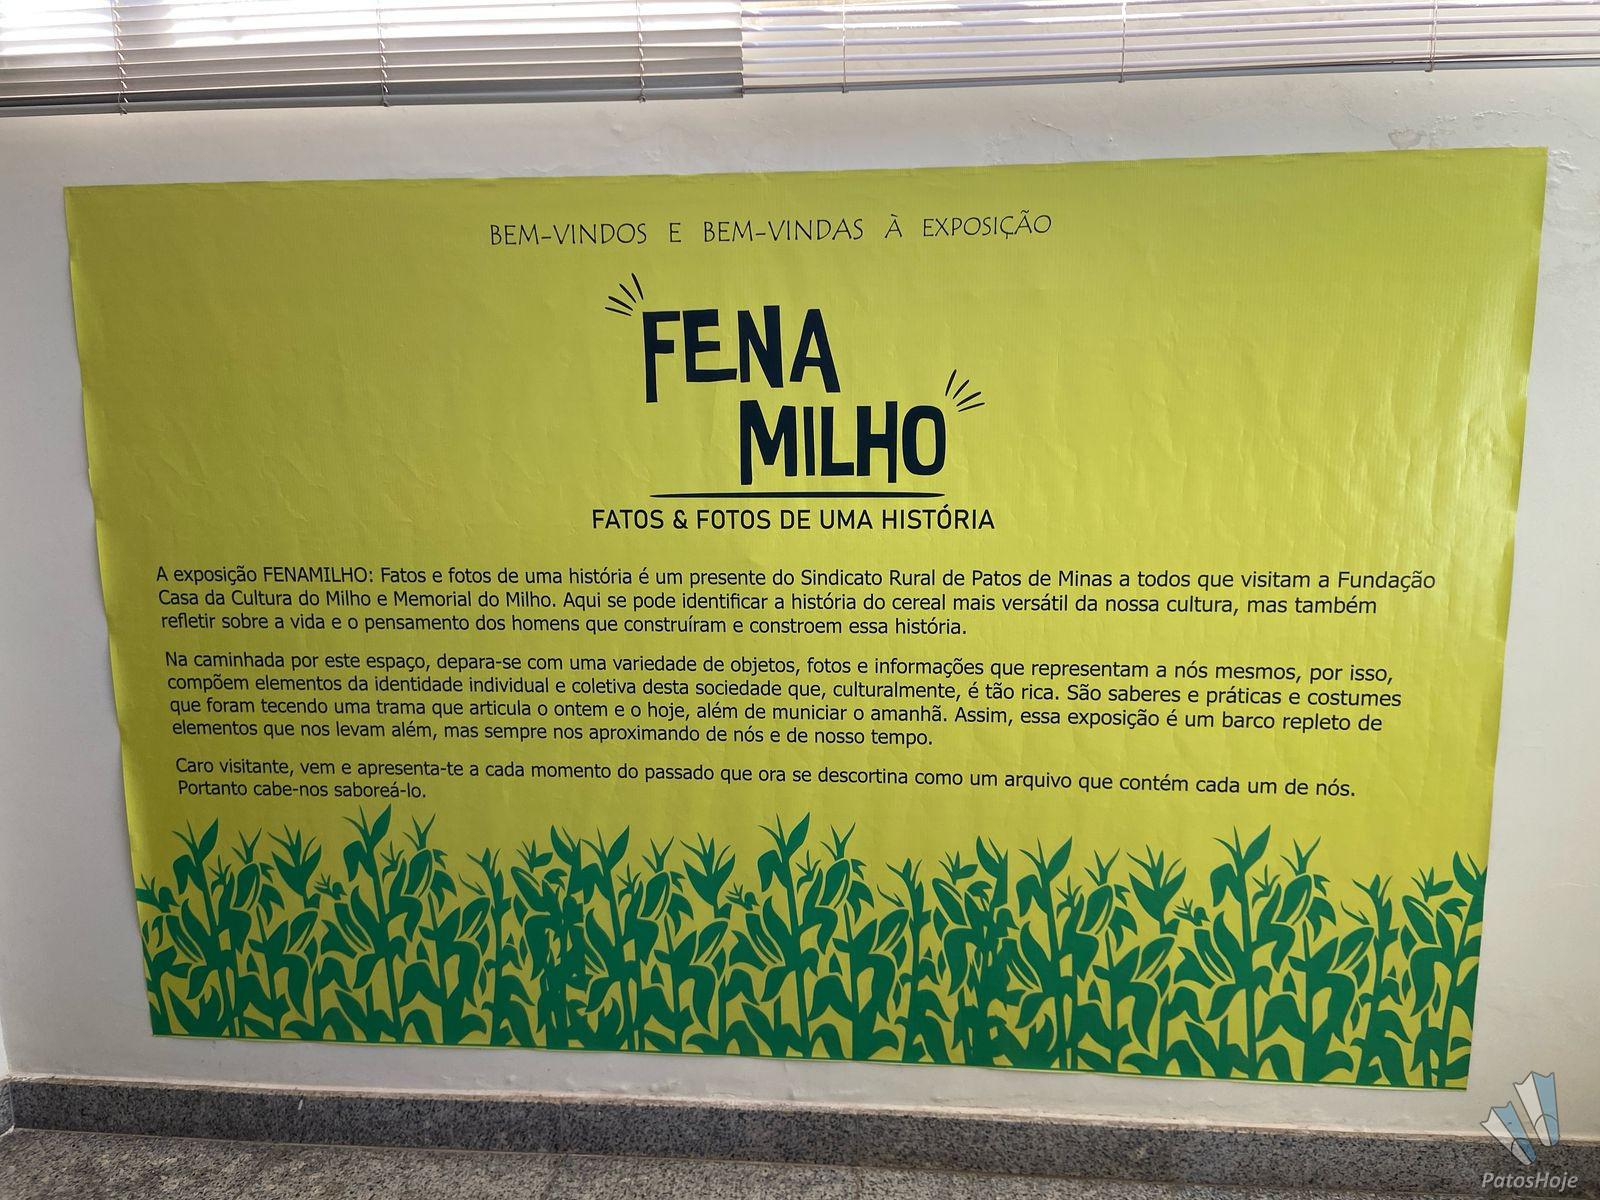 BEM-VINDOS E BEM-VINDAS À EXPOSIÇÃO
FENA
MILHO
FATOS & FOTOS DE UMA HISTÓRIA
A exposição FENAMILHO: Fatos e fotos de uma história é um presente do Sindicato Rural de Patos de Minas a todos que visitam a Fundação
Casa da Cultura do Milho e Memorial do Milho. Aqui se pode identificar a história do cereal mais versátil da nossa cultura, mas também
refletir sobre a vida e o pensamento dos homens que construíram e constroem essa história.
Na caminhada por este espaço, depara-se com uma variedade de objetos, fotos e informações que representam a nós mesmos, por isso,
compõem elementos da identidade individual e coletiva desta sociedade que, culturalmente, é tão rica. São saberes e práticas e costumes
que foram tecendo uma trama que articula o ontem e o hoje, além de municiar o amanhã. Assim, essa exposição é um barco repleto de
elementos que nos levam além, mas sempre nos aproximando de nós e de nosso tempo.
Caro visitante, vem e apresenta-te a cada momento do passado que ora se descortina como um arquivo que contém cada um de nós.
Portanto cabe-nos saboreá-lo.
PatosHoje